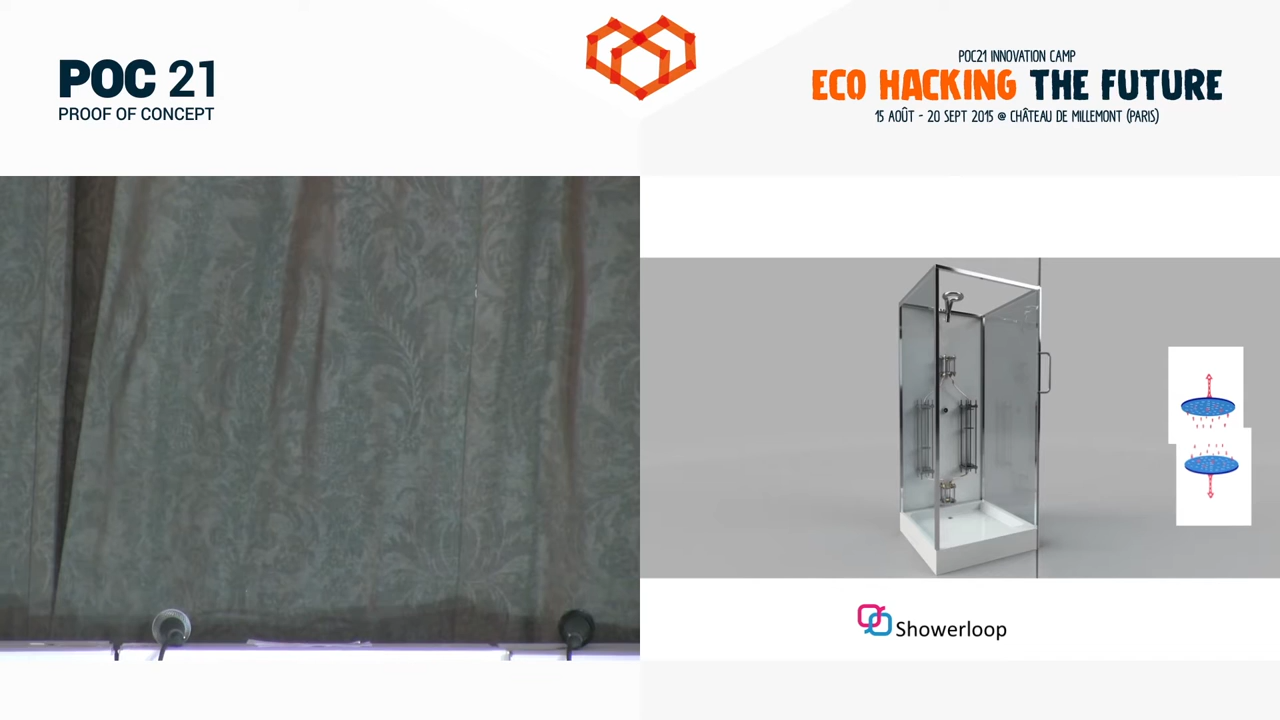 POC 21
PROOF OF CONCEPT
POC21 INNOVATION CAMP
ECO HACKING THE FUTURE
15 AOÛT - 20 SEPT 2015 @ CHÂTEAU DE MILLEMONT (PARIS)
Showerloop